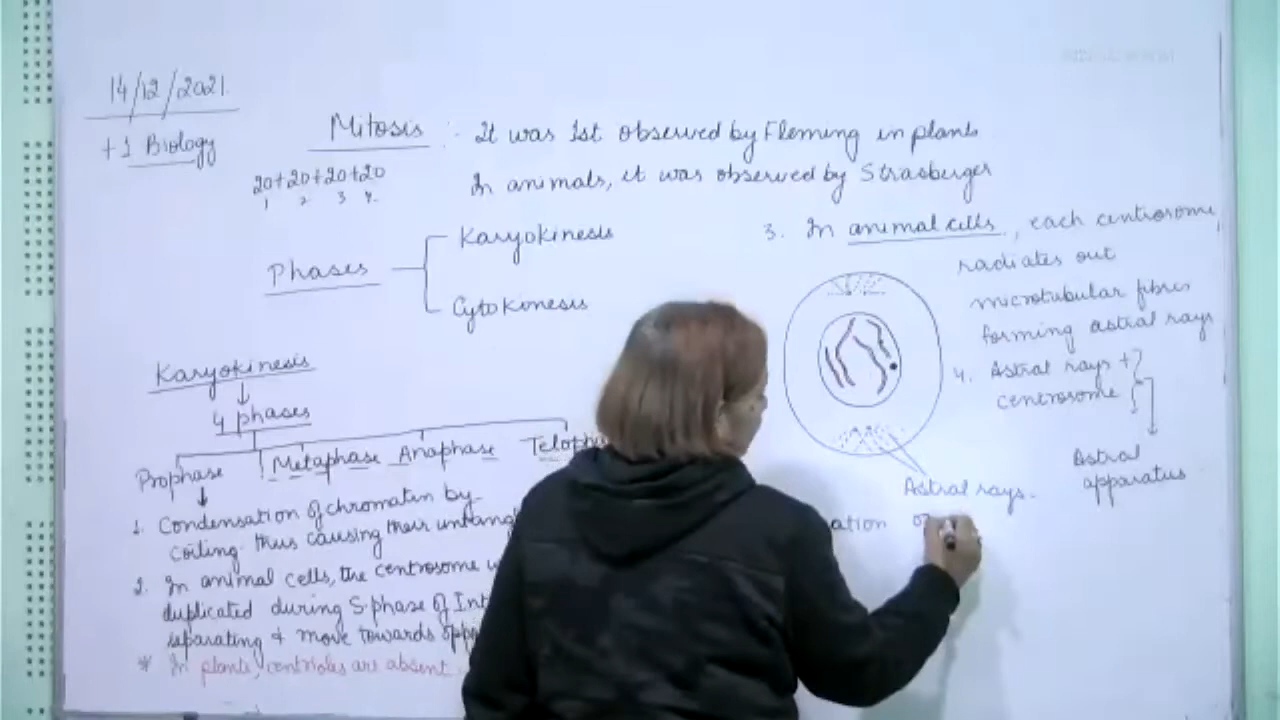 14/12/2021.
+1 Biology
Mitosis :- It was 1st observed by Fleming in plants
In animals, it was observed by Strasberger
20+20+20+20
1 2 3 4.
Phases
Karyokinesis
Cytokinesis
Karyokinesis
↓
4 phases
Prophase Metaphase Anaphase
↓
1. Condensation of chromatin by
coiling. thus causing their
2. In animal cells, the centrosome
duplicated during S-phase of
separating & move towards
* In plants, centrioles are absent.
3. In animal cells, each centrosome,
radiates out
microtubular fibres
forming astral rays
4. Astral rays +
centrosome
Astral
apparatus
Astral rays.